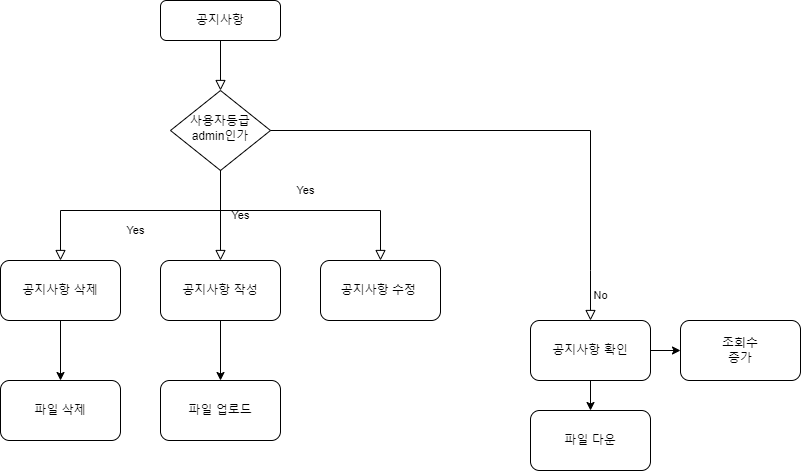 공지사항
사용자등급
admin인가
Yes
Yes
Yes
공지사항 삭제
공지사항 작성
공지사항 수정
No
공지사항 확인
조회수
증가
파일 삭제
파일 업로드
파일 다운